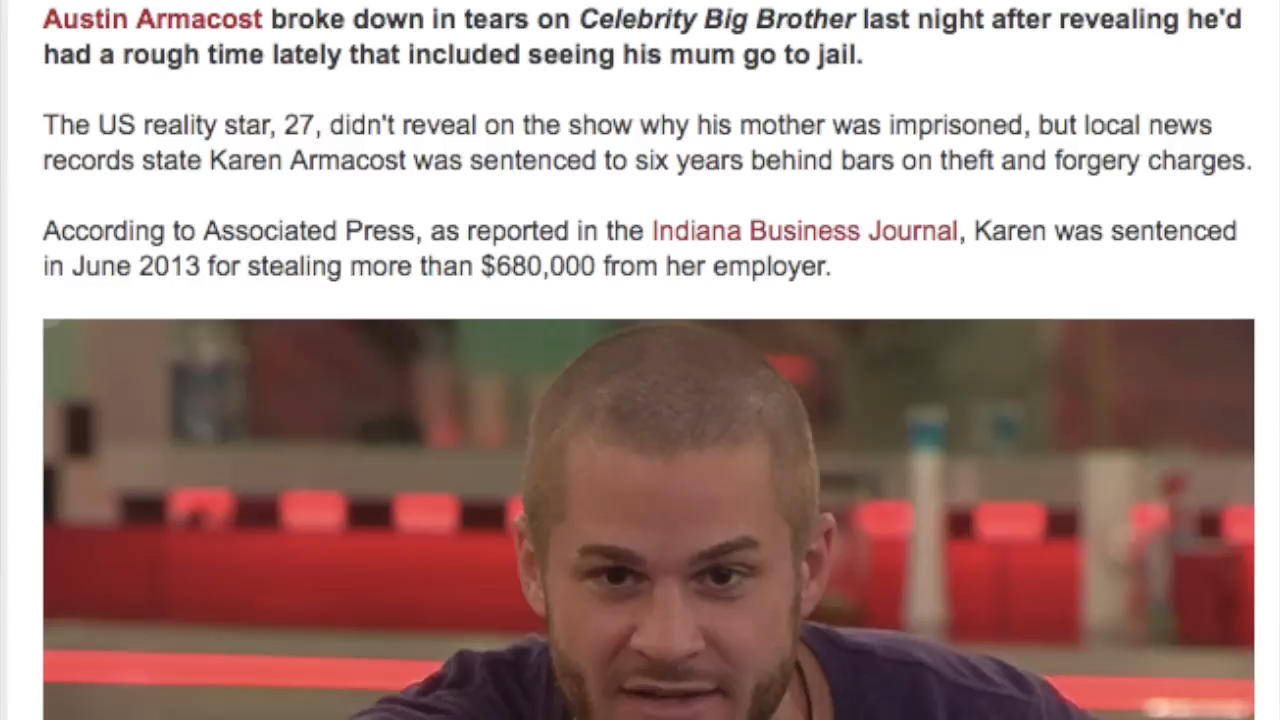 Austin Armacost broke down in tears on Celebrity Big Brother last night after revealing he'd
had a rough time lately that included seeing his mum go to jail.
The US reality star, 27, didn't reveal on the show why his mother was imprisoned, but local news
records state Karen Armacost was sentenced to six years behind bars on theft and forgery charges.
According to Associated Press, as reported in the Indiana Business Journal, Karen was sentenced
in June 2013 for stealing more than $680,000 from her employer.